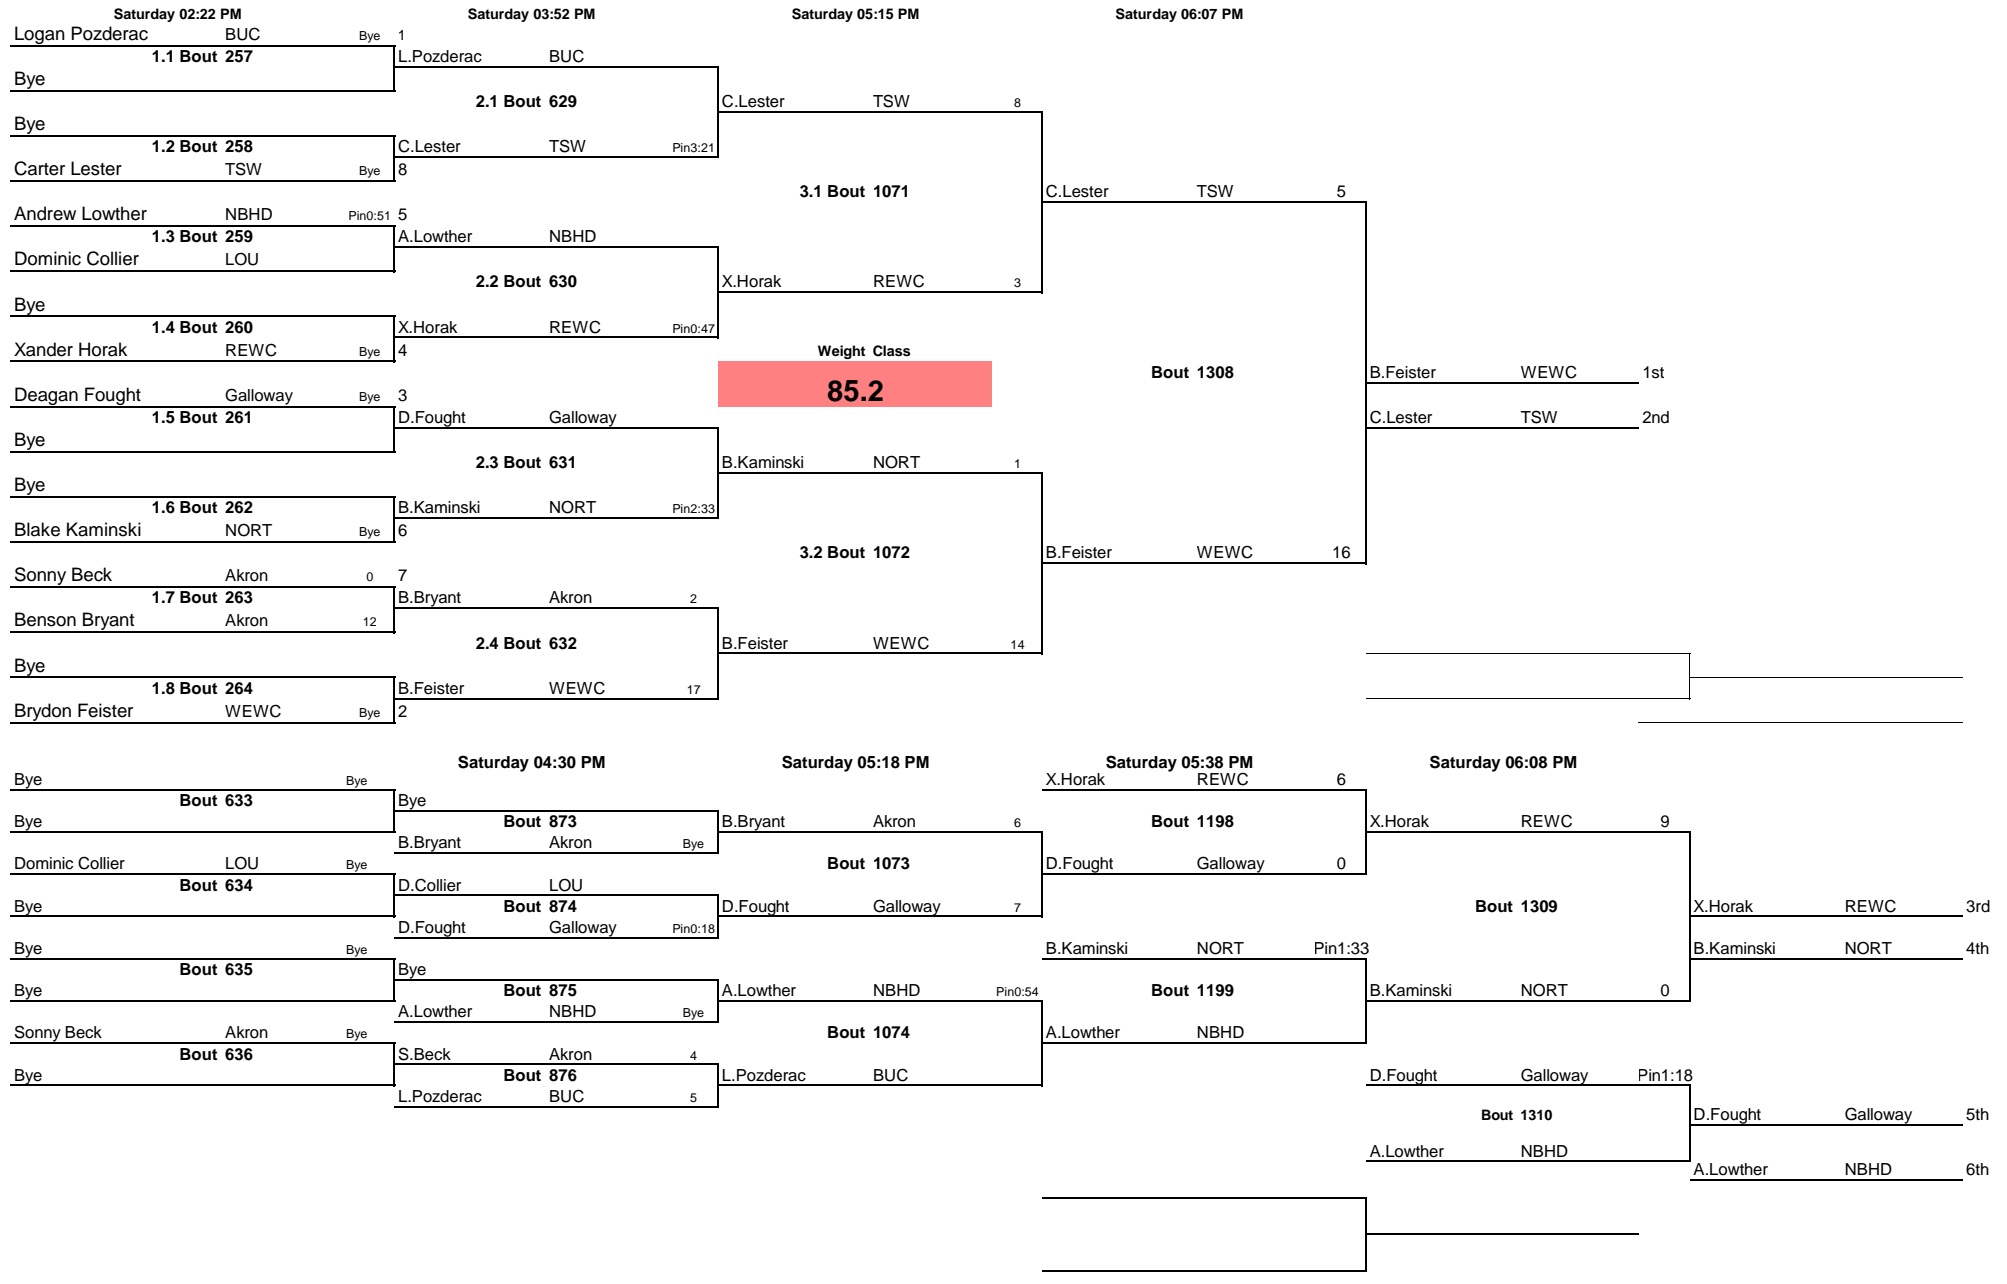 Saturday 02:22 PM Saturday 03:52 PM Saturday 05:15 PM Saturday 06:07 PM
Logan Pozderac BUC Bye 1
1.1 Bout 257 L.Pozderac BUC
Bye
2.1 Bout 629 C.Lester TSW 8
Bye
1.2 Bout 258 C.Lester TSW Pin3:21
Carter Lester TSW Bye 8
3.1 Bout 1071 C.Lester TSW 5
Andrew Lowther NBHD Pin0:51 5
1.3 Bout 259 A.Lowther NBHD
Dominic Collier LOU
2.2 Bout 630 X.Horak REWC 3
Bye
1.4 Bout 260 X.Horak REWC Pin0:47
Xander Horak REWC Bye 4 Weight Class
Bout 1308 B.Feister WEWC 1st
85.2
Deagan Fought Galloway Bye 3
1.5 Bout 261 D.Fought Galloway C.Lester TSW 2nd
Bye
2.3 Bout 631 B.Kaminski NORT 1
Bye
1.6 Bout 262 B.Kaminski NORT Pin2:33
Blake Kaminski NORT Bye 6
3.2 Bout 1072 B.Feister WEWC 16
Sonny Beck Akron 0 7
1.7 Bout 263 B.Bryant Akron 2
Benson Bryant Akron 12
2.4 Bout 632 B.Feister WEWC 14
Bye
1.8 Bout 264 B.Feister WEWC 17
Brydon Feister WEWC Bye 2
Saturday 04:30 PM Saturday 05:18 PM Saturday 05:38 PM Saturday 06:08 PM
Bye Bye X.Horak REWC 6
Bout 633 Bye
Bye Bout 873 B.Bryant Akron 6 Bout 1198 X.Horak REWC 9
B.Bryant Akron Bye
Dominic Collier LOU Bye Bout 1073 D.Fought Galloway 0
Bout 634 D.Collier LOU
Bye Bout 874 D.Fought Galloway 7 Bout 1309 X.Horak REWC 3rd
D.Fought Galloway Pin0:18
Bye Bye B.Kaminski NORT Pin1:33 B.Kaminski NORT 4th
Bout 635 Bye
Bye Bout 875 A.Lowther NBHD Pin0:54 Bout 1199 B.Kaminski NORT 0
A.Lowther NBHD Bye
Sonny Beck Akron Bye Bout 1074 A.Lowther NBHD
Bout 636 S.Beck Akron 4
Bye Bout 876 L.Pozderac BUC D.Fought Galloway Pin1:18
L.Pozderac BUC 5
Bout 1310 D.Fought Galloway 5th
A.Lowther NBHD
A.Lowther NBHD 6th